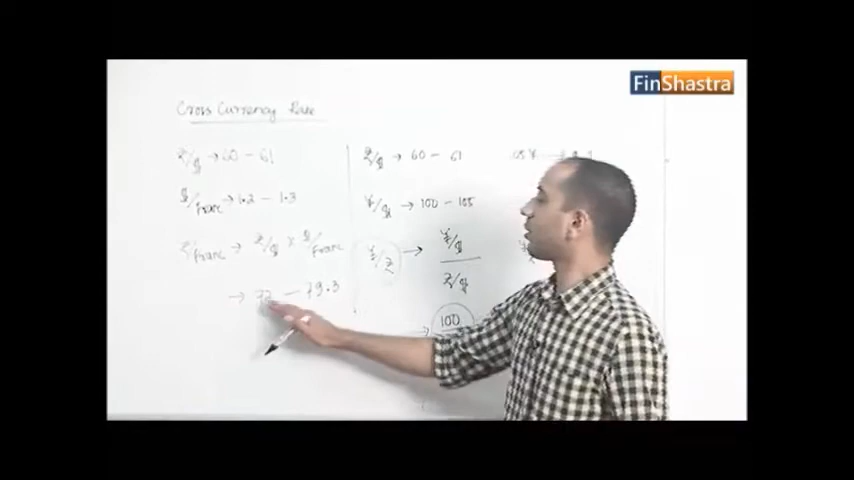 FinShastra
Cross Currency Rate
₹/$ → 60 - 61
$/Franc → 1.2 - 1.3
₹/Franc → ₹/$ × $/Franc
→ 72 - 79.3
₹/$ → 60 - 61
¥/$ → 100 - 105
¥/₹ → ¥/$
₹/$
→ 100